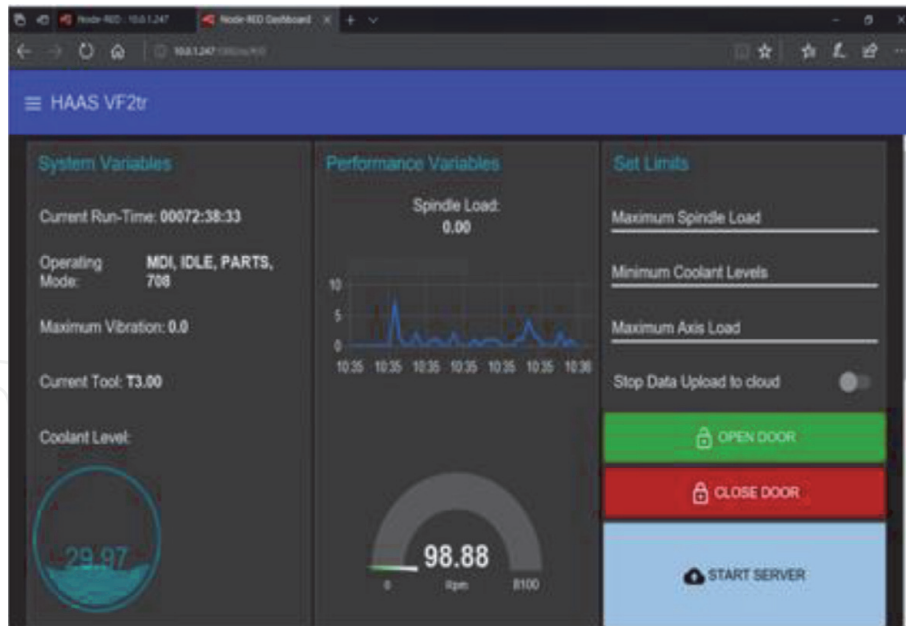 Node-RED : 10.0.1.247
Node-RED Dashboard
10.0.1.247
HAAS VF2tr
System Variables
Current Run-Time: 00072:38:33
Operating Mode: MDI, IDLE, PARTS, 708
Maximum Vibration: 0.0
Current Tool: T3.00
Coolant Level:
29.97
Performance Variables
Spindle Load:
0.00
10
5
0
10:35 10:35 10:35 10:35 10:35 10:35 10:36
98.88
0 Rpm 8100
Set Limits
Maximum Spindle Load
Minimum Coolant Levels
Maximum Axis Load
Stop Data Upload to cloud
OPEN DOOR
CLOSE DOOR
START SERVER